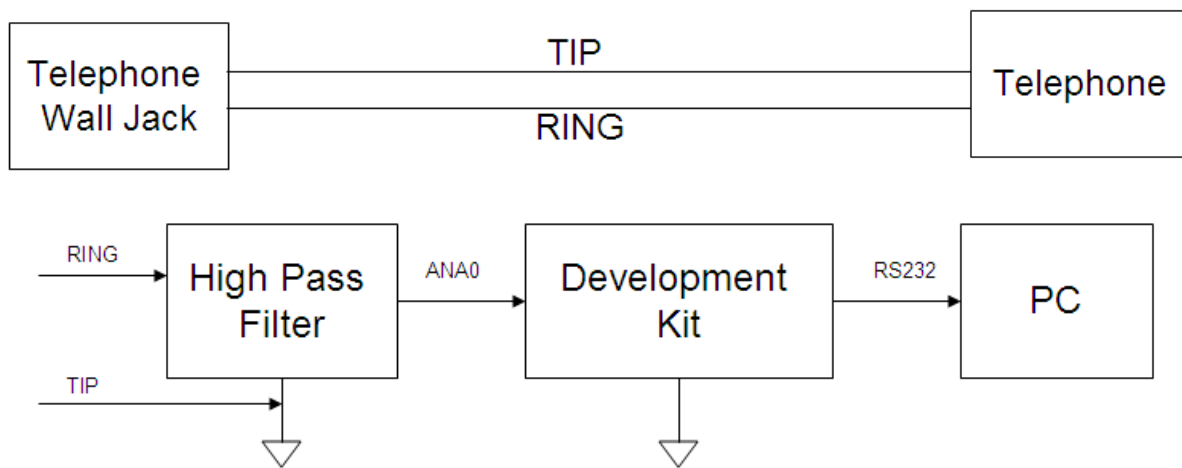 Telephone
Wall Jack
TIP
RING
Telephone
RING
TIP
High Pass
Filter
ANA0
Development
Kit
RS232
PC